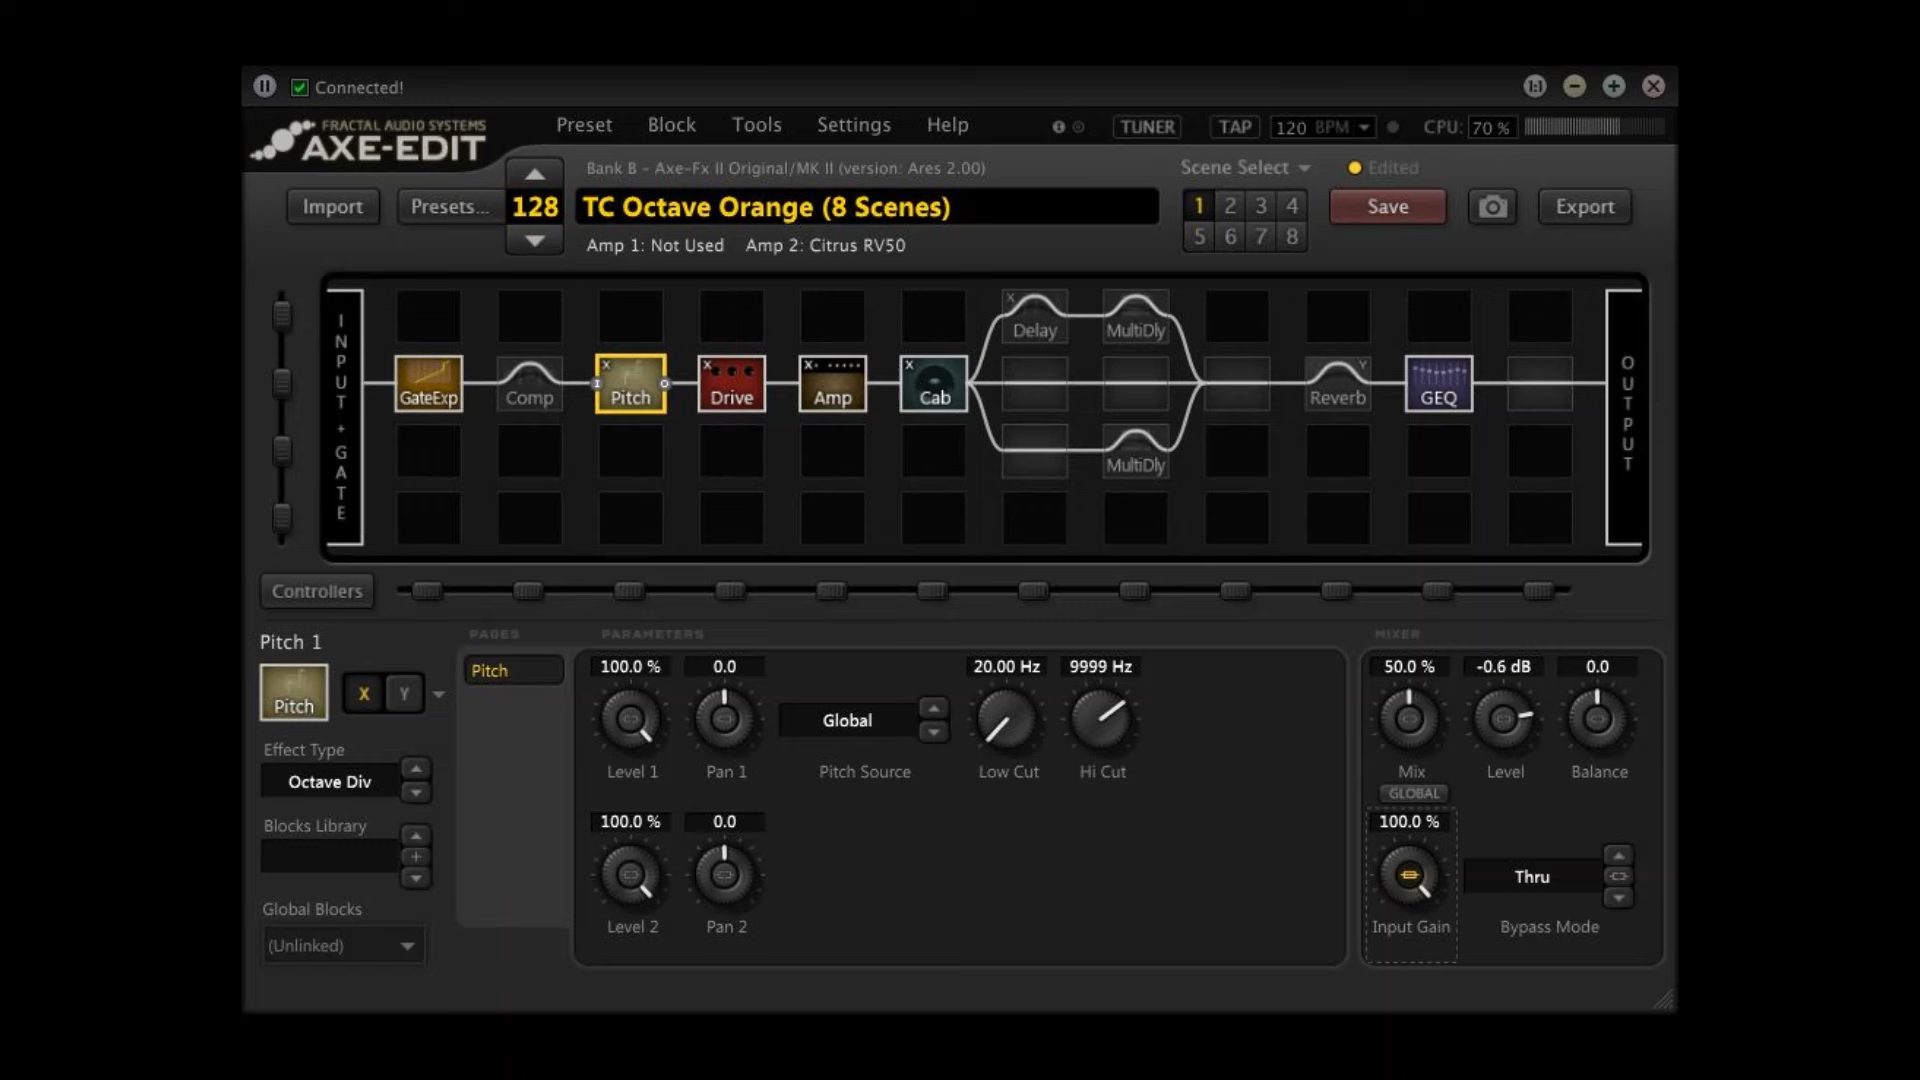 Connected!
FRACTAL AUDIO SYSTEMS
AXE-EDIT
Preset Block Tools Settings Help
TUNER TAP 120 BPM CPU: 70 %
Bank B - Axe-Fx II Original/MK II (version: Ares 2.00)
Scene Select Edited
Import Presets... 128 TC Octave Orange (8 Scenes)
1 2 3 4
5 6 7 8
Save Export
Amp 1: Not Used Amp 2: Citrus RV50
INPUT + GATE
X Delay MultiDly
GateExp Comp X Pitch X Drive X Amp X Cab Y Reverb GEQ
MultiDly
OUTPUT
Controllers
Pitch 1
PAGES PARAMETERS MIXER
Pitch
X Y
Pitch
100.0 % 0.0 20.00 Hz 9999 Hz 50.0 % -0.6 dB 0.0
Global
Level 1 Pan 1 Pitch Source Low Cut Hi Cut Mix Level Balance
GLOBAL
Effect Type
Octave Div
Blocks Library
100.0 % 0.0 100.0 %
Thru
Level 2 Pan 2 Input Gain Bypass Mode
Global Blocks
(Unlinked)